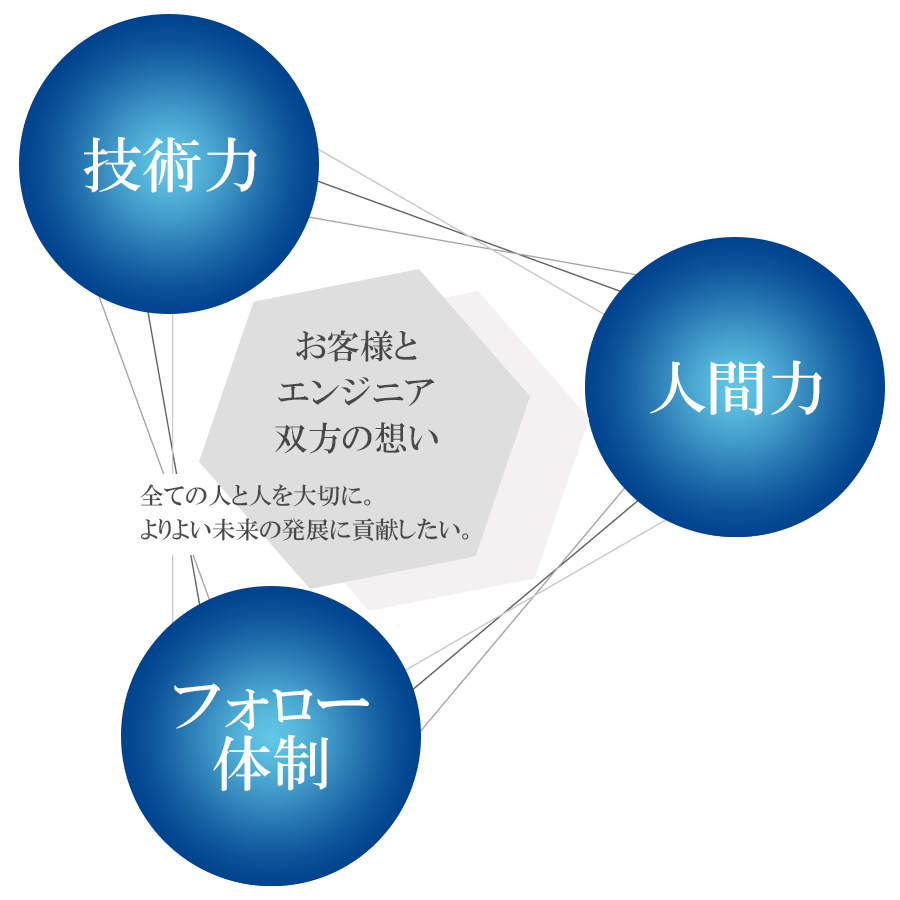 技術力
人間力
お客様と
エンジニア
双方の想い
全ての人と人を大切に。
よりよい未来の発展に貢献したい。
フォロー
体制